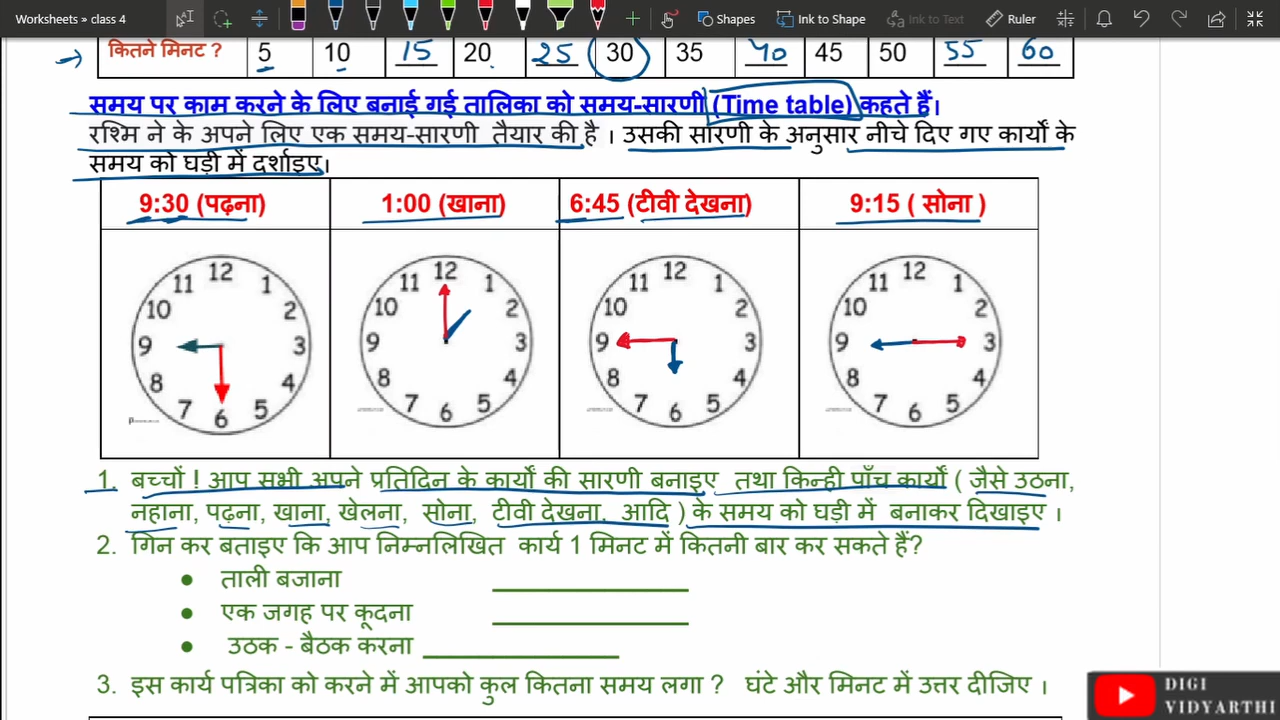 Worksheets » class 4
Shapes
Ink to Shape
Ink to Text
Ruler
कितने मिनट ? 5 10 15 20 25 30 35 40 45 50 55 60
समय पर काम करने के लिए बनाई गई तालिका को समय-सारणी (Time table) कहते हैं।
रश्मि ने के अपने लिए एक समय-सारणी तैयार की है । उसकी सारणी के अनुसार नीचे दिए गए कार्यों के
समय को घड़ी में दर्शाइए।
9:30 (पढ़ना) 1:00 (खाना) 6:45 (टीवी देखना) 9:15 ( सोना )
12 1 2 3 4 5 6 7 8 9 10 11
12 1 2 3 4 5 6 7 8 9 10 11
12 1 2 3 4 5 6 7 8 9 10 11
12 1 2 3 4 5 6 7 8 9 10 11
1. बच्चों ! आप सभी अपने प्रतिदिन के कार्यों की सारणी बनाइए तथा किन्ही पाँच कार्यों ( जैसे उठना,
नहाना, पढ़ना, खाना, खेलना, सोना, टीवी देखना, आदि ) के समय को घड़ी में बनाकर दिखाइए ।
2. गिन कर बताइए कि आप निम्नलिखित कार्य 1 मिनट में कितनी बार कर सकते हैं?
● ताली बजाना
● एक जगह पर कूदना
● उठक - बैठक करना
3. इस कार्य पत्रिका को करने में आपको कुल कितना समय लगा ? घंटे और मिनट में उत्तर दीजिए ।
DIGI
VIDYARTHI